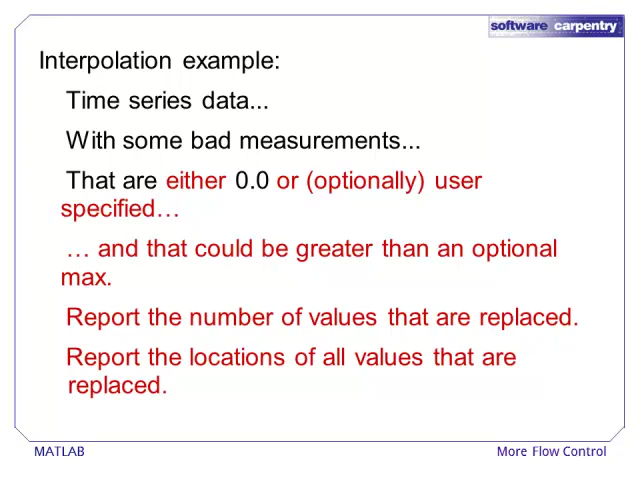 software carpentry
Interpolation example:
Time series data...
With some bad measurements...
That are either 0.0 or (optionally) user
specified…
… and that could be greater than an optional
max.
Report the number of values that are replaced.
Report the locations of all values that are
replaced.
MATLAB
More Flow Control